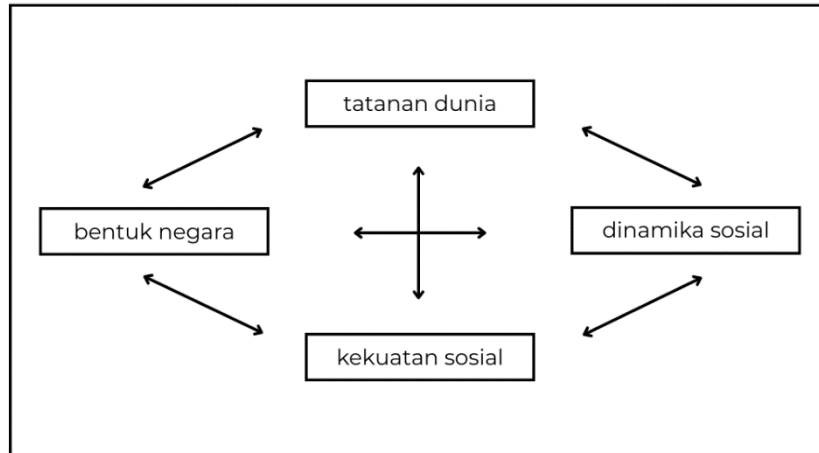 tatanan dunia
bentuk negara
dinamika sosial
kekuatan sosial